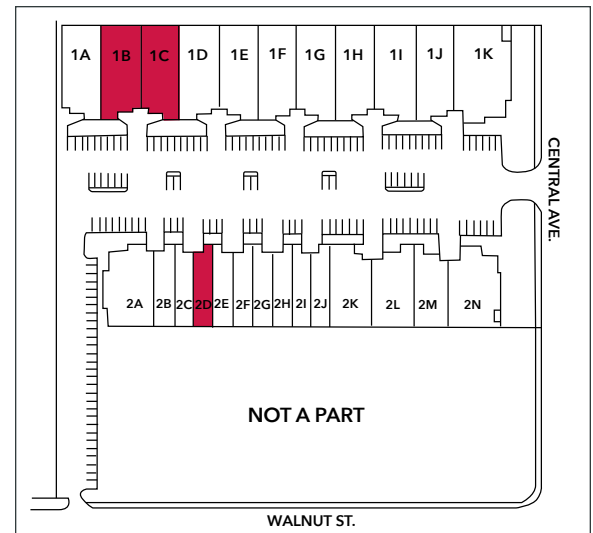 1A 1B 1C 1D 1E 1F 1G 1H 1I 1J 1K
CENTRAL AVE.
2A 2B 2C 2D 2E 2F 2G 2H 2I 2J 2K 2L 2M 2N
NOT A PART
WALNUT ST.